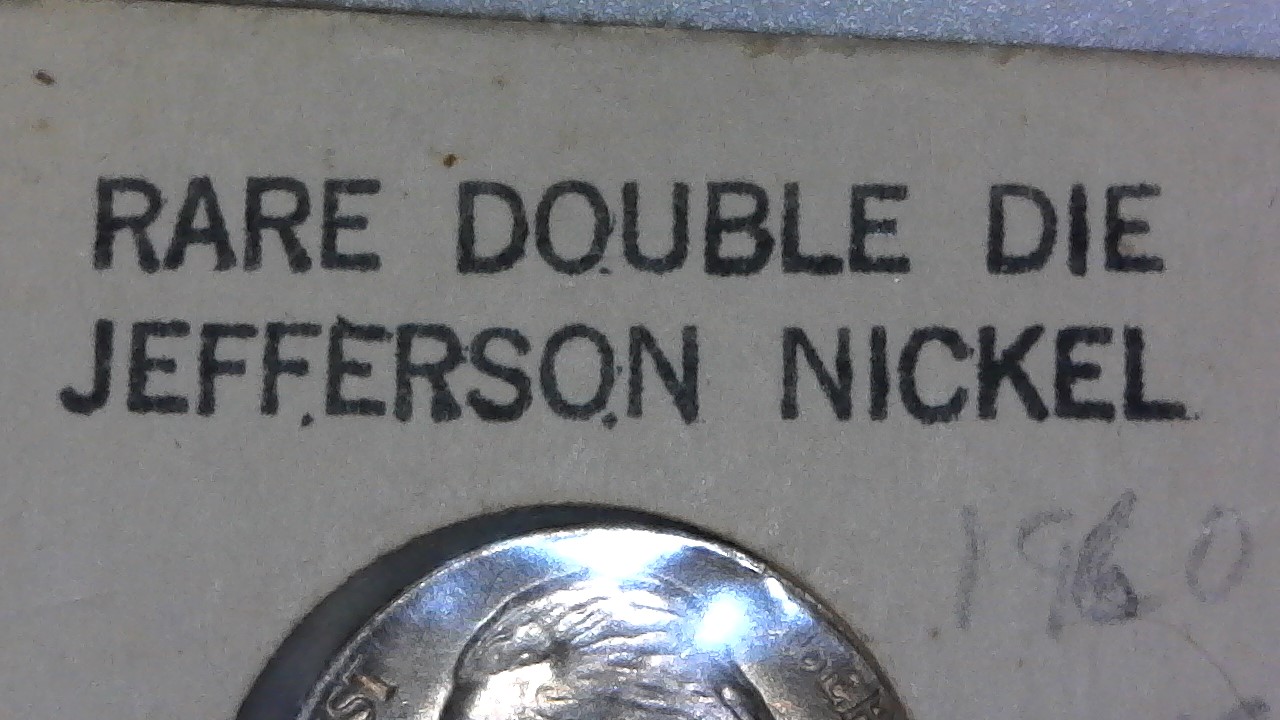 RARE DOUBLE DIE
JEFFERSON NICKEL
1960